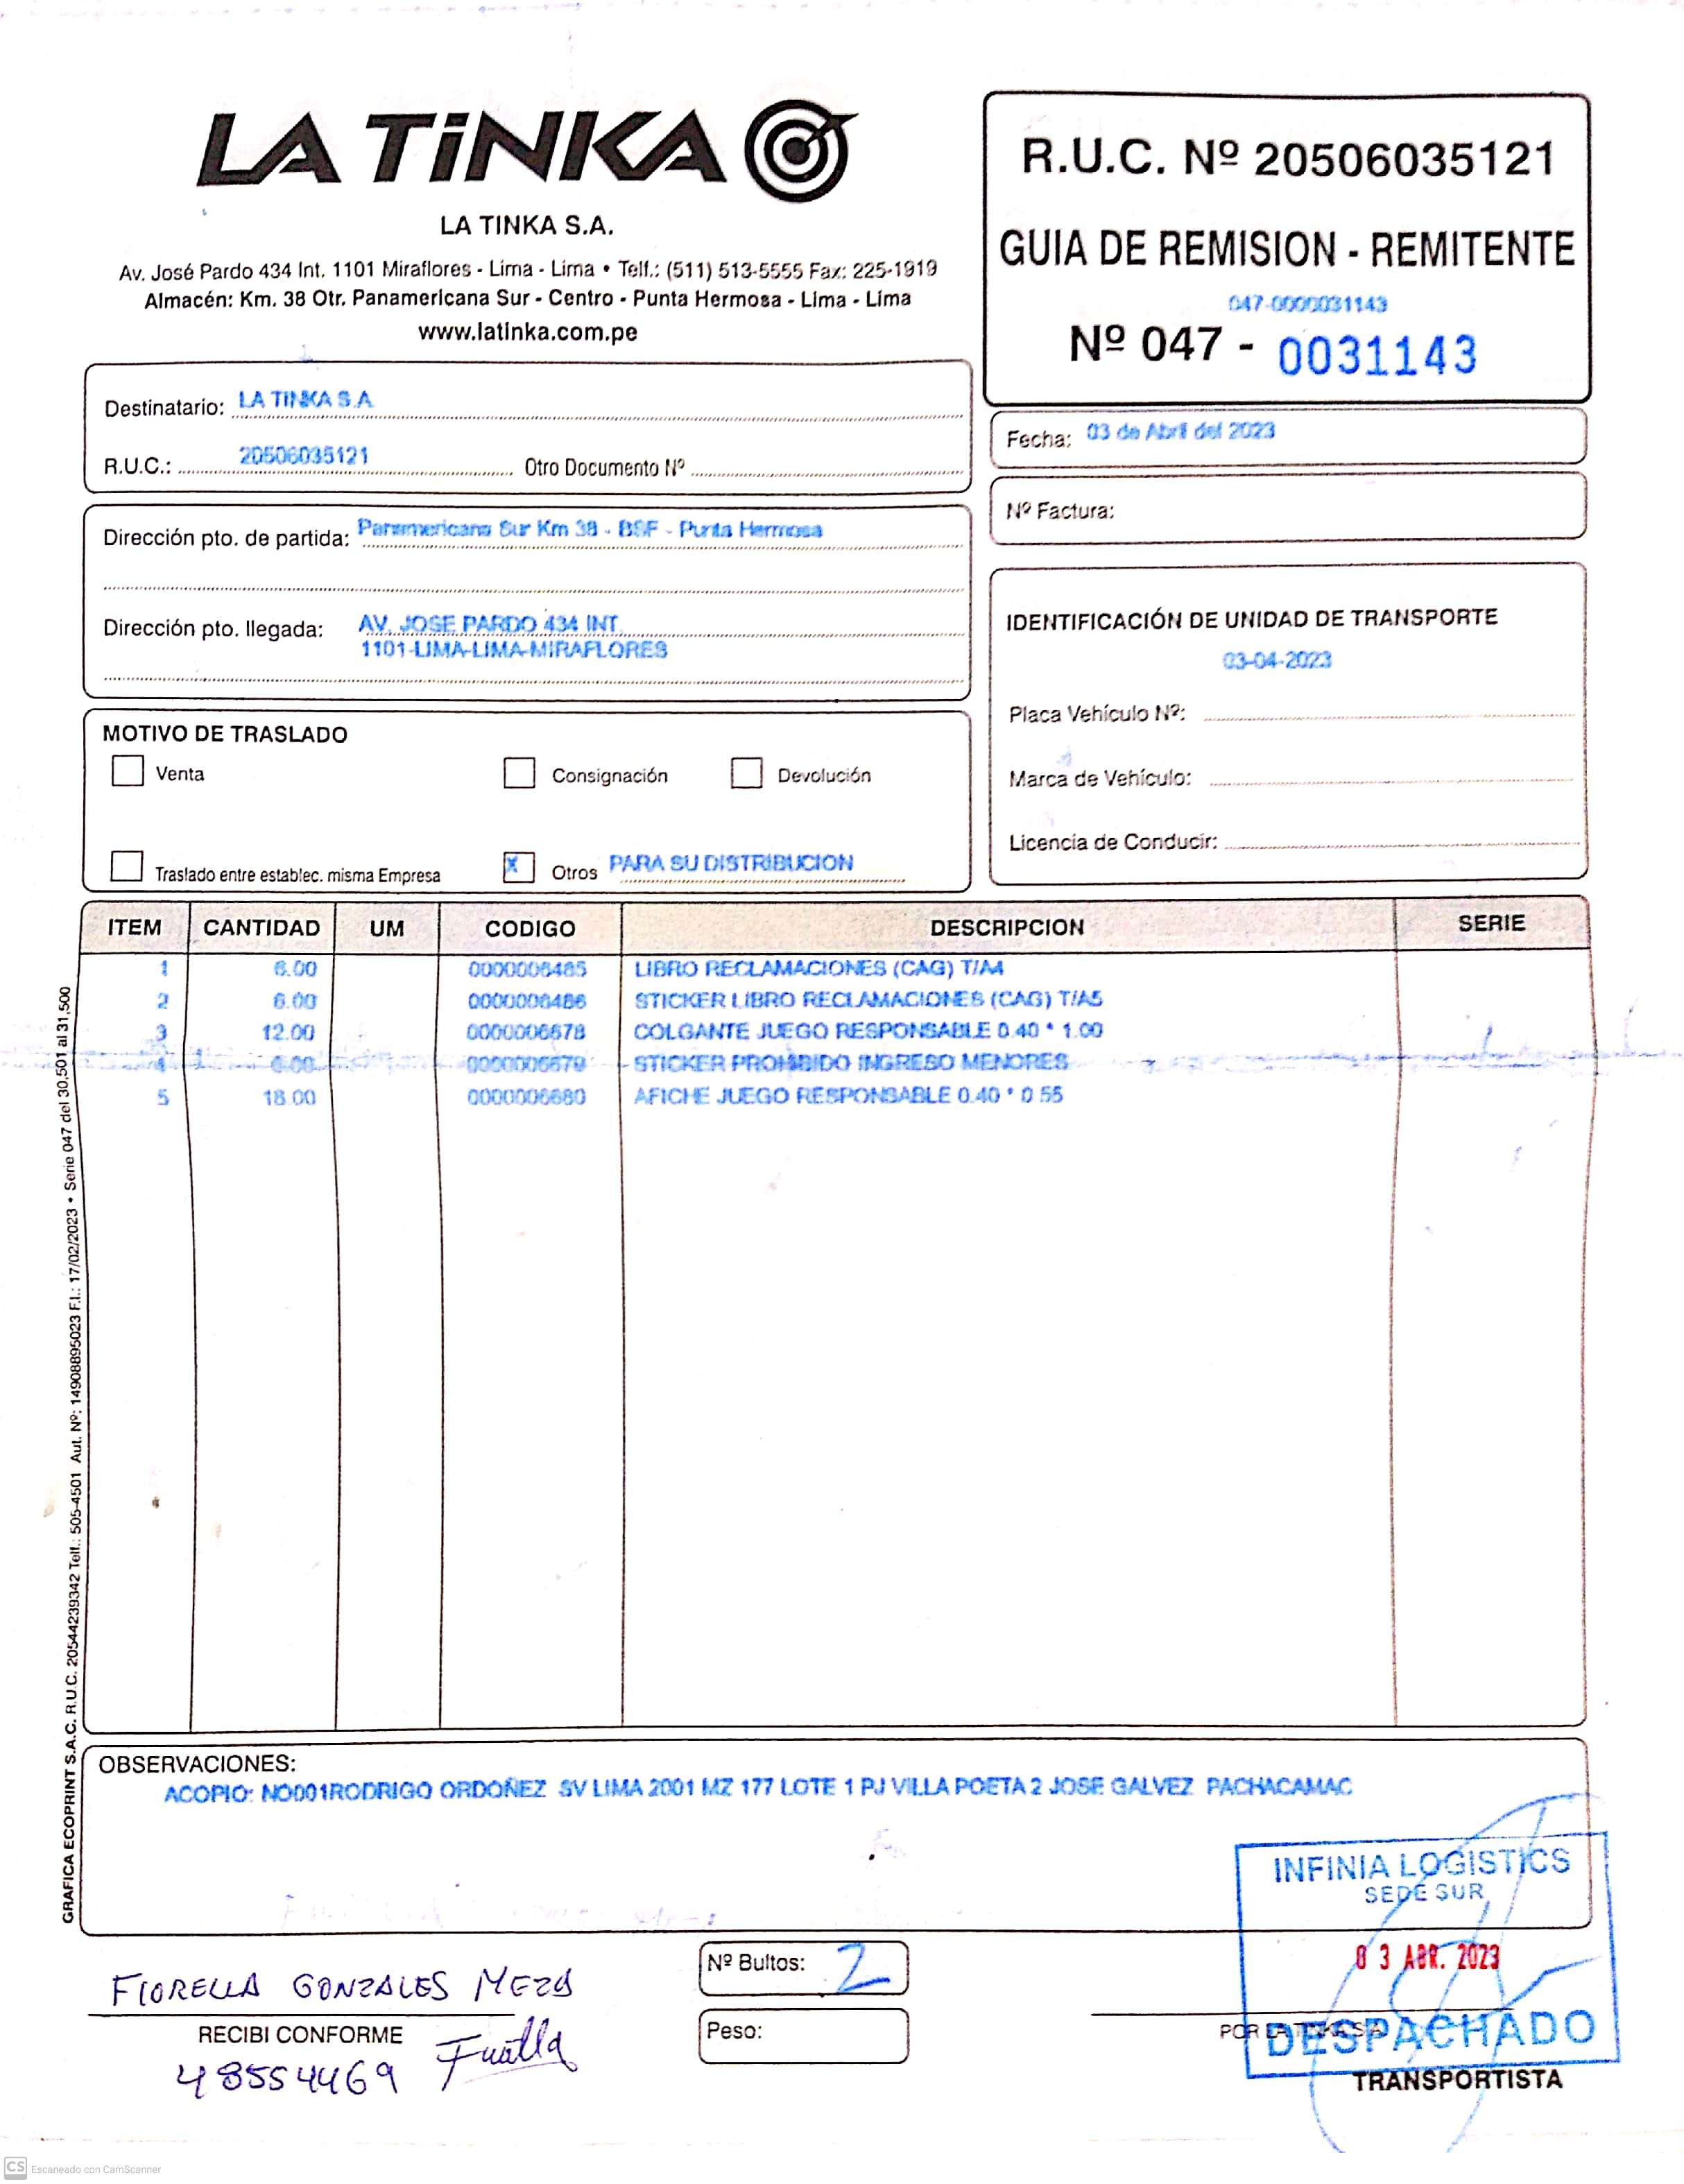 LA TiNKA
LA TINKA S.A.
Av. José Pardo 434 Int. 1101 Miraflores - Lima - Lima • Telf.: (511) 513-5555 Fax: 225-1919
Almacén: Km. 38 Otr. Panamericana Sur - Centro - Punta Hermosa - Lima - Lima
www.latinka.com.pe
R.U.C. Nº 20506035121
GUIA DE REMISION - REMITENTE
047-0000031143
Nº 047 - 0031143
Destinatario: LA TINKA S.A
R.U.C.: 20506035121 Otro Documento Nº
Fecha: 03 de Abril del 2023
Nº Factura:
Dirección pto. de partida: Panamericana Sur Km 38 - BSF - Punta Hermosa
Dirección pto. llegada: AV. JOSE PARDO 434 INT.
1101-LIMA-LIMA-MIRAFLORES
IDENTIFICACIÓN DE UNIDAD DE TRANSPORTE
03-04-2023
Placa Vehículo Nº:
Marca de Vehículo:
Licencia de Conducir:
MOTIVO DE TRASLADO
Venta Consignación Devolución
Traslado entre establec. misma Empresa X Otros PARA SU DISTRIBUCION
ITEM CANTIDAD UM CODIGO DESCRIPCION SERIE
1 6.00 0000006485 LIBRO RECLAMACIONES (CAG) T/A4
2 6.00 0000006486 STICKER LIBRO RECLAMACIONES (CAG) T/A5
3 12.00 0000006678 COLGANTE JUEGO RESPONSABLE 0.40 * 1.00
4 6.00 0000006679 STICKER PROHIBIDO INGRESO MENORES
5 18.00 0000006680 AFICHE JUEGO RESPONSABLE 0.40 * 0.55
GRAFICA ECOPRINT S.A.C. R.U.C. 20544239342 Telf.: 505-4501 Aut. Nº: 14908895023 F.I.: 17/02/2023 • Serie 047 del 30,501 al 31,500
OBSERVACIONES:
ACOPIO: NO001RODRIGO ORDOÑEZ SV LIMA 2001 MZ 177 LOTE 1 PJ VILLA POETA 2 JOSE GALVEZ PACHACAMAC
INFINIA LOGISTICS
SEDE SUR
03 ABR. 2023
DESPACHADO
FIORELLA GONZALES MEZA
RECIBI CONFORME
48554469
Nº Bultos: 2
Peso:
POR LA TINKA S.A.
TRANSPORTISTA
CS Escaneado con CamScanner